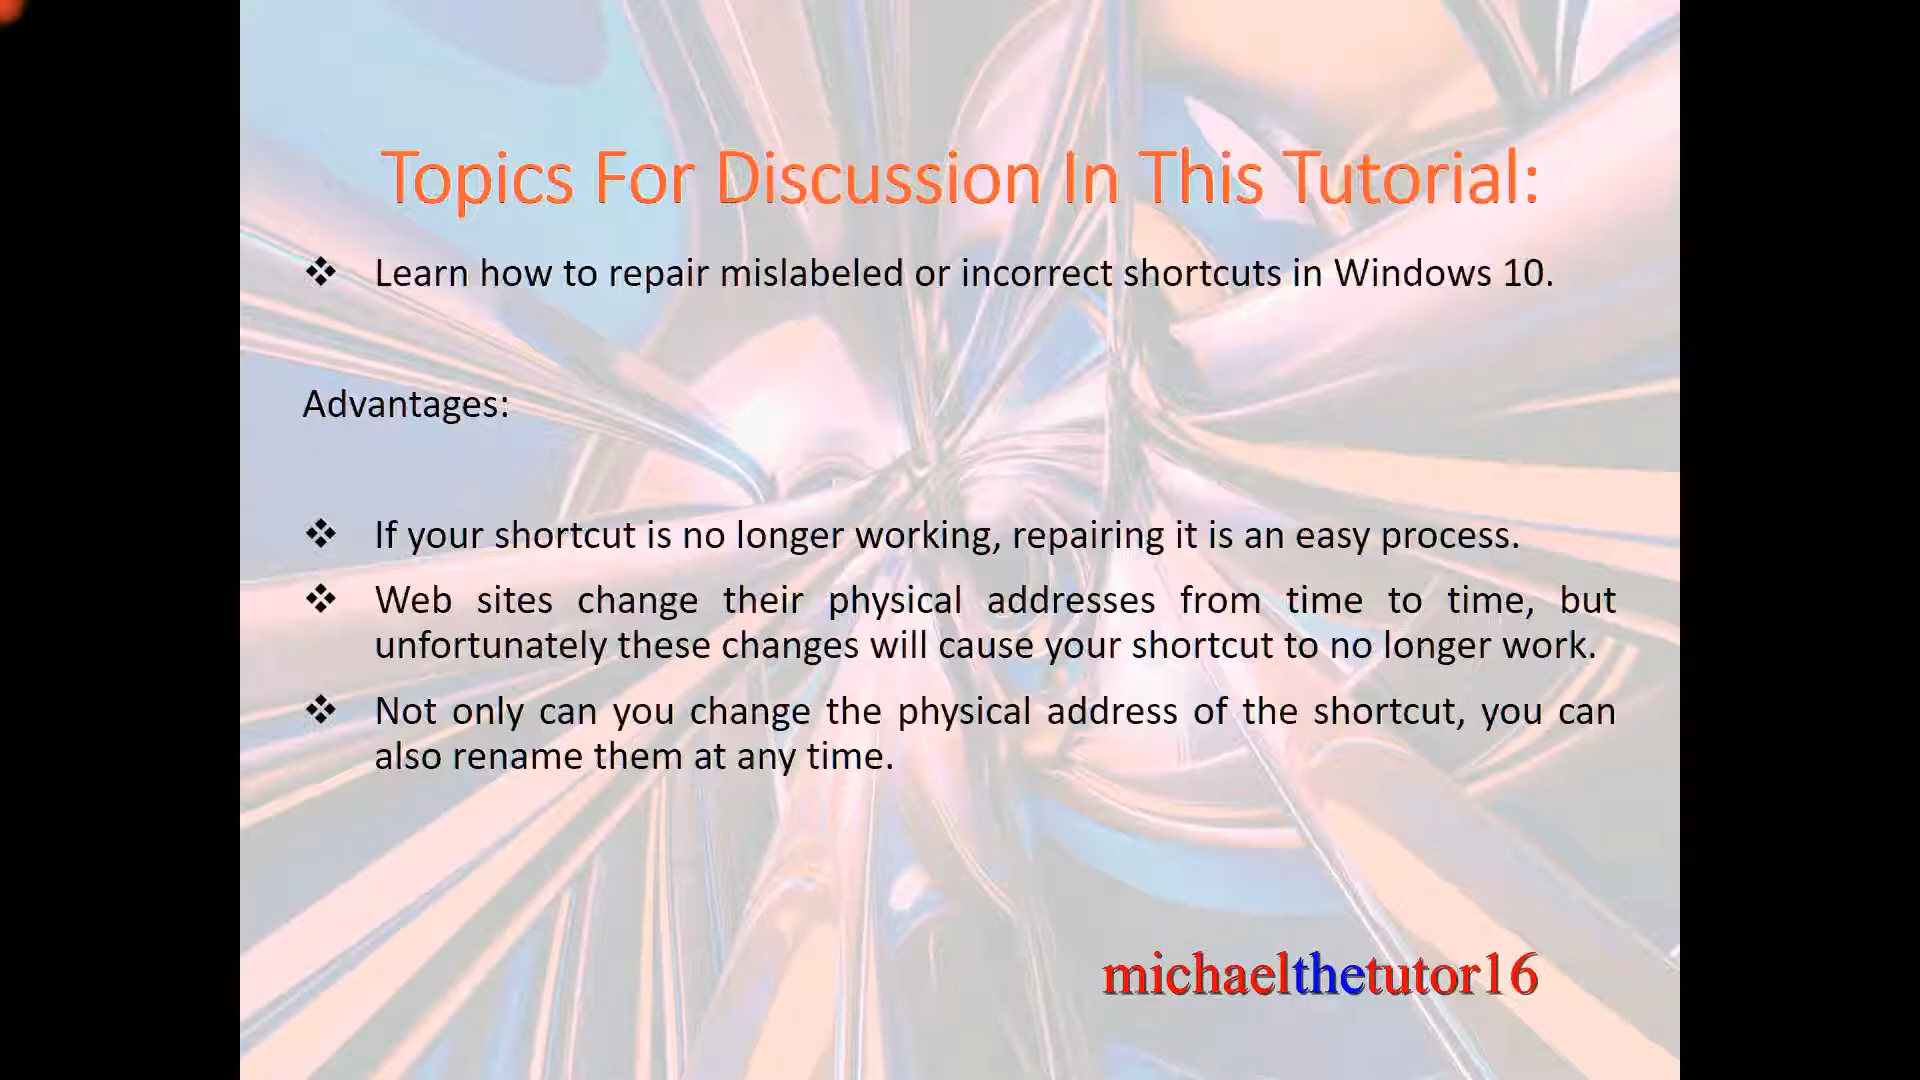 Topics For Discussion In This Tutorial:
❖ Learn how to repair mislabeled or incorrect shortcuts in Windows 10.
Advantages:
❖ If your shortcut is no longer working, repairing it is an easy process.
❖ Web sites change their physical addresses from time to time, but
unfortunately these changes will cause your shortcut to no longer work.
❖ Not only can you change the physical address of the shortcut, you can
also rename them at any time.
michaelthetutor16